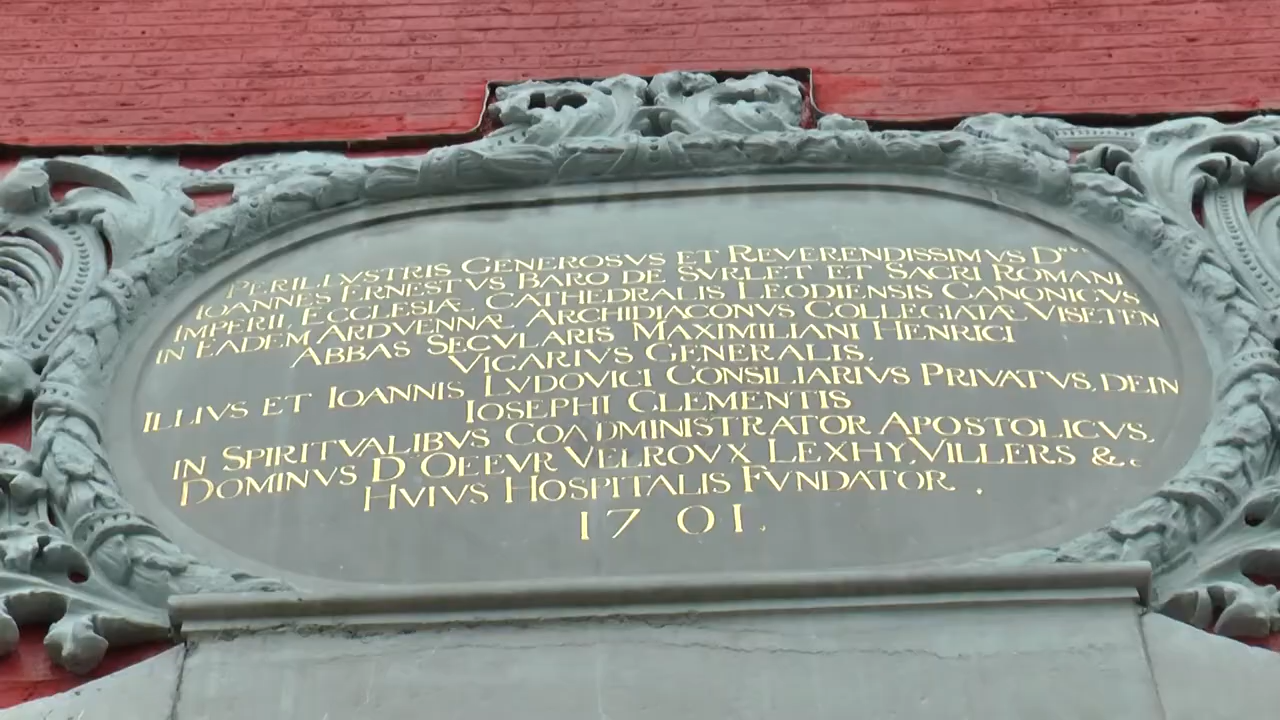 PERILLVSTRIS GENEROSVS ET REVERENDISSIMVS D
IOANNES ERNESTVS BARO DE SVRLET ET SACRI ROMANI
IMPERII, ECCLESIÆ CATHEDRALIS LEODIENSIS CANONICVS
IN EADEM ARDVENNÆ ARCHIDIACONVS COLLEGIATÆ VISETEN
ABBAS SECVLARIS MAXIMILIANI HENRICI
VICARIVS GENERALIS.
ILLIVS ET IOANNIS LVDOVICI CONSILIARIVS PRIVATVS, DEIN
IOSEPHI CLEMENTIS
IN SPIRITVALIBVS COADMINISTRATOR APOSTOLICVS,
DOMINVS D'OEEVR VELROVX LEXHY, VILLERS &c
HVIVS HOSPITALIS FVNDATOR.
1701.